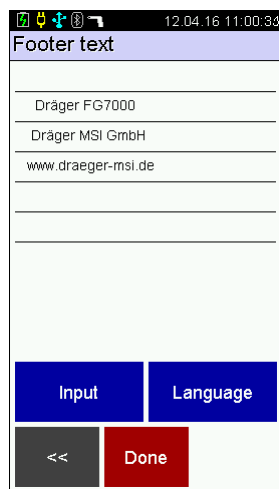 12.04.16 11:00:33
Footer text
Dräger FG7000
Dräger MSI GmbH
www.draeger-msi.de
Input Language
<< Done